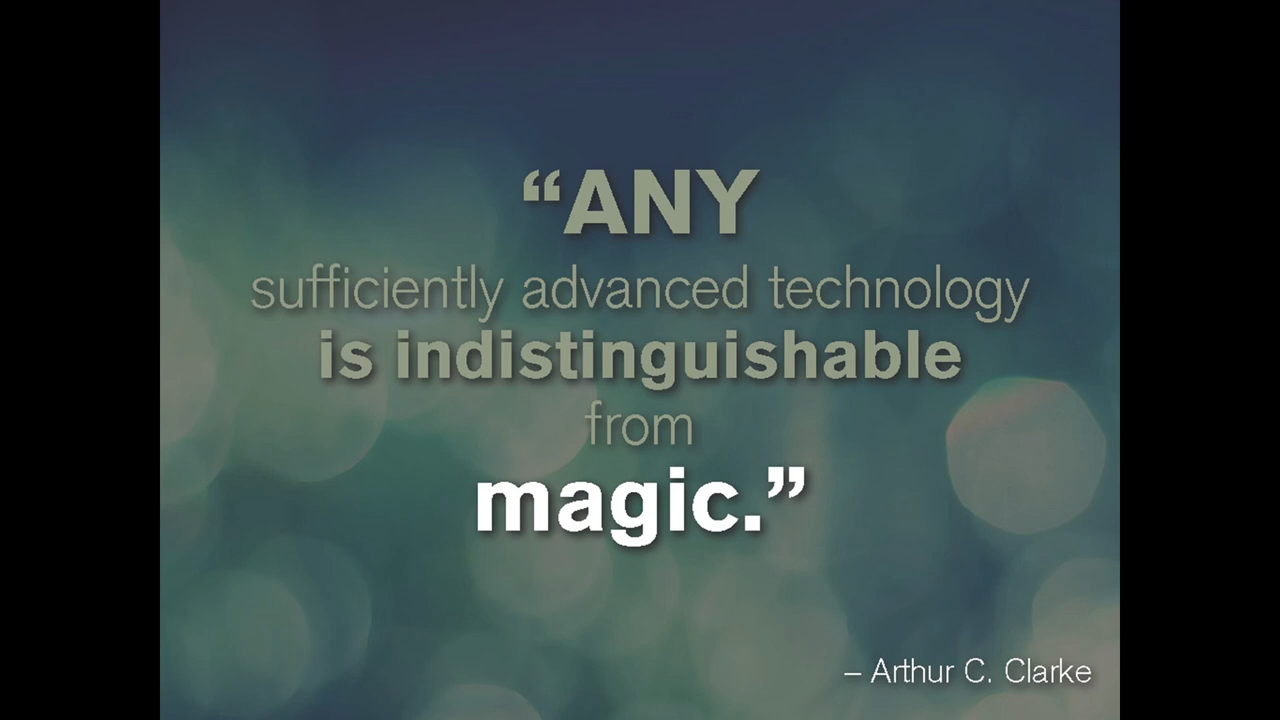 “ANY
sufficiently advanced technology
is indistinguishable
from
magic.”
– Arthur C. Clarke